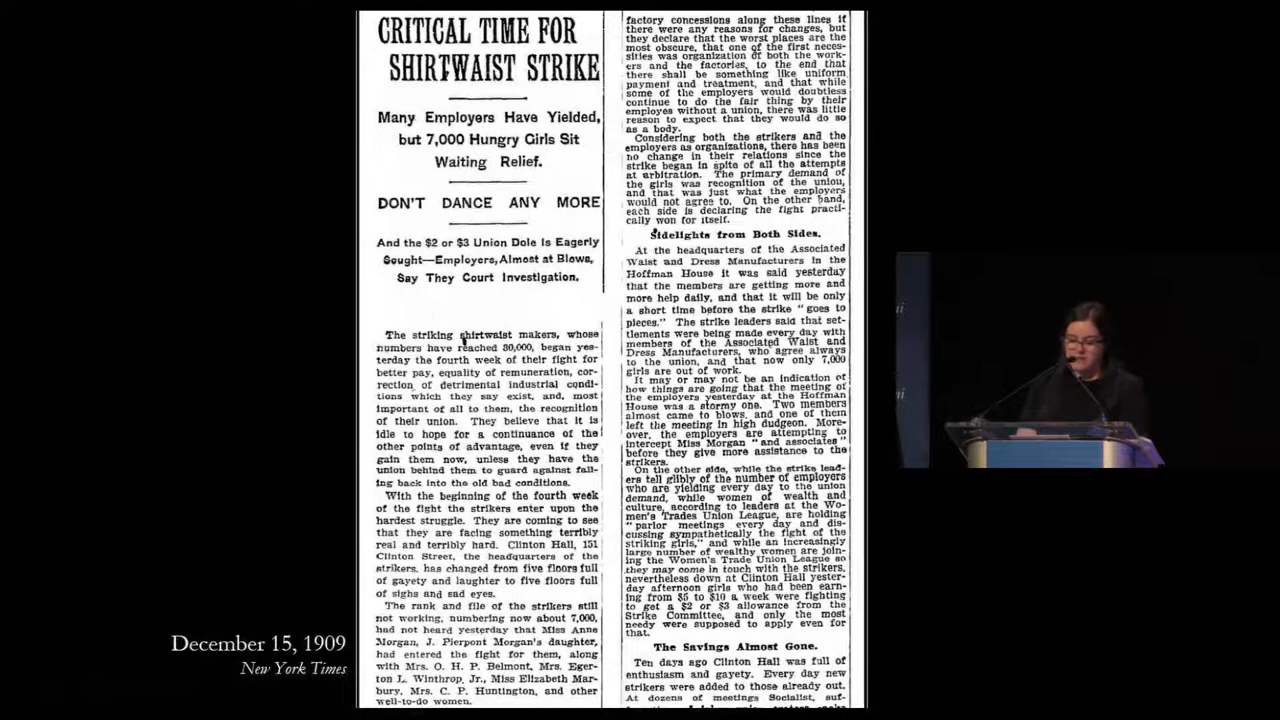 CRITICAL TIME FOR
SHIRTWAIST STRIKE
Many Employers Have Yielded,
but 7,000 Hungry Girls Sit
Waiting Relief.
DON'T DANCE ANY MORE
And the $2 or $3 Union Dole Is Eagerly
Sought—Employers, Almost at Blows,
Say They Court Investigation.
The striking shirtwaist makers, whose
numbers have reached 30,000, began yes-
terday the fourth week of their fight for
better pay, equality of remuneration, cor-
rection of detrimental industrial condi-
tions which they say exist, and, most
important of all to them, the recognition
of their union. They believe that it is
idle to hope for a continuance of the
other points of advantage, even if they
gain them now, unless they have the
union behind them to guard against fall-
ing back into the old bad conditions.
With the beginning of the fourth week
of the fight the strikers enter upon the
hardest struggle. They are coming to see
that they are facing something terribly
real and terribly hard. Clinton Hall, 151
Clinton Street, the headquarters of the
strikers, has changed from five floors full
of gayety and laughter to five floors full
of sighs and sad eyes.
The rank and file of the strikers still
not working, numbering now about 7,000,
had not heard yesterday that Miss Anne
Morgan, J. Pierpont Morgan's daughter,
had entered the fight for them, along
with Mrs. O. H. P. Belmont, Mrs. Eger-
ton L. Winthrop, Jr., Miss Elizabeth Mar-
bury, Mrs. C. P. Huntington, and other
well-to-do women.
factory concessions along these lines if
there were any reasons for changes, but
they declare that the worst places are the
most obscure, that one of the first neces-
sities was organization of both the work-
ers and the factories, to the end that
there shall be something like uniform
payment and treatment, and that while
some of the employers would doubtless
continue to do the fair thing by their
employes without a union, there was little
reason to expect that they would do so
as a body.
Considering both the strikers and the
employers as organizations, there has been
no change in their relations since the
strike began in spite of all the attempts
at arbitration. The primary demand of
the girls was recognition of the union,
and that was just what the employers
would not agree to. On the other hand,
each side is declaring the fight practi-
cally won for itself.
Sidelights from Both Sides.
At the headquarters of the Associated
Waist and Dress Manufacturers in the
Hoffman House it was said yesterday
that the members are getting more and
more help daily, and that it will be only
a short time before the strike "goes to
pieces." The strike leaders said that set-
tlements were being made every day with
members of the Associated Waist and
Dress Manufacturers, who agree always
to the union, and that now only 7,000
girls are out of work.
It may or may not be an indication of
how things are going that the meeting of
the employers yesterday at the Hoffman
House was a stormy one. Two members
almost came to blows, and one of them
left the meeting in high dudgeon. More-
over, the employers are attempting to
intercept Miss Morgan "and associates"
before they give more assistance to the
strikers.
On the other side, while the strike lead-
ers tell glibly of the number of employers
who are yielding every day to the union
demand, while women of wealth and
culture, according to leaders at the Wo-
men's Trades Union League, are holding
"parlor meetings every day and dis-
cussing sympathetically the fight of the
striking girls," and while an increasingly
large number of wealthy women are join-
ing the Women's Trade Union League so
they may come in touch with the strikers,
nevertheless down at Clinton Hall yester-
day afternoon girls who had been earn-
ing from $5 to $10 a week were fighting
to get a $2 or $3 allowance from the
Strike Committee, and only the most
needy were supposed to apply even for
that.
The Savings Almost Gone.
Ten days ago Clinton Hall was full of
enthusiasm and gayety. Every day new
strikers were added to those already out.
At dozens of meetings Socialist, suf-
December 15, 1909
New York Times